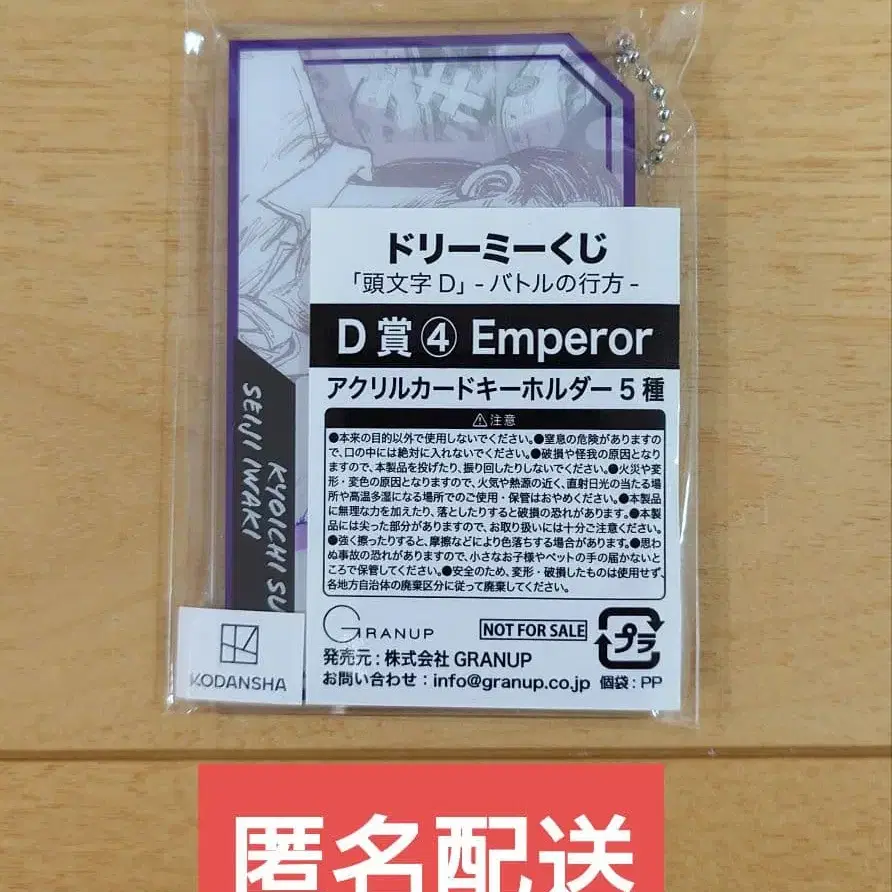 ドリーミーくじ
「頭文字D」-バトルの行方-
D賞④ Emperor
アクリルカードキーホルダー5種
⚠注意
●本来の目的以外で使用しないでください。●窒息の危険がありますの
で、口の中には絶対に入れないでください。●破損や怪我の原因となり
ますので、本製品を投げたり、振り回したりしないでください。●火災や変
形・変色の原因となりますので、火気や熱源の近く、直射日光の当たる場
所や高温多湿になる場所でのご使用・保管はおやめください。●本製品
に無理な力を加えたり、落としたりすると破損の恐れがあります。●本製
品には尖った部分がありますので、お取り扱いには十分ご注意ください。
●強く擦ったりすると、摩擦などにより色落ちする場合があります。●思わ
ぬ事故の恐れがありますので、小さなお子様やペットの手の届かないと
ころで保管してください。●安全のため、変形・破損したものは使用せず、
各地方自治体の廃棄区分に従って廃棄してください。
GRANUP
NOT FOR SALE
プラ
発売元:株式会社 GRANUP
お問い合わせ:info@granup.co.jp 個袋:PP
KYOICHI SU
SEIJI IWAKI
KODANSHA
匿名配送